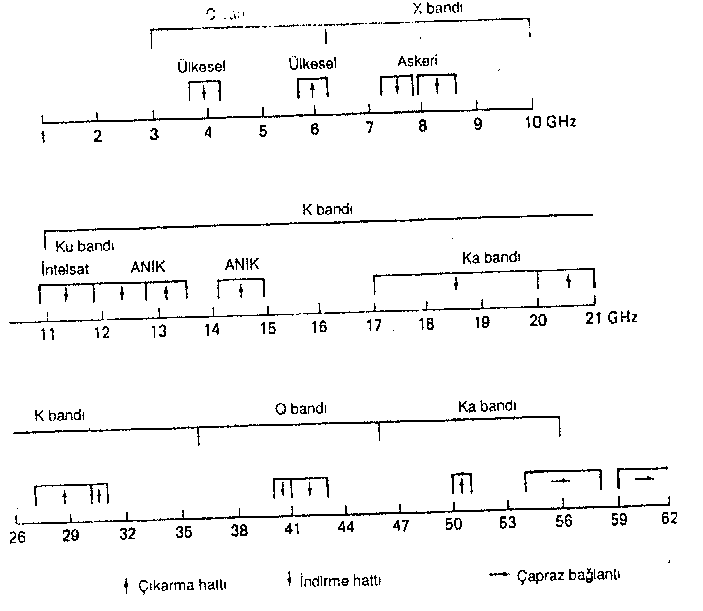 X bandı
Ülkesel Ülkesel Askeri
1 2 3 4 5 6 7 8 9 10 GHz
K bandı
Ku bandı
İntelsat ANIK ANIK Ka bandı
11 12 13 14 15 16 17 18 19 20 21 GHz
K bandı Q bandı Ka bandı
26 29 32 35 38 41 44 47 50 53 56 59 62
Çıkarma hattı İndirme hattı Çapraz bağlantı